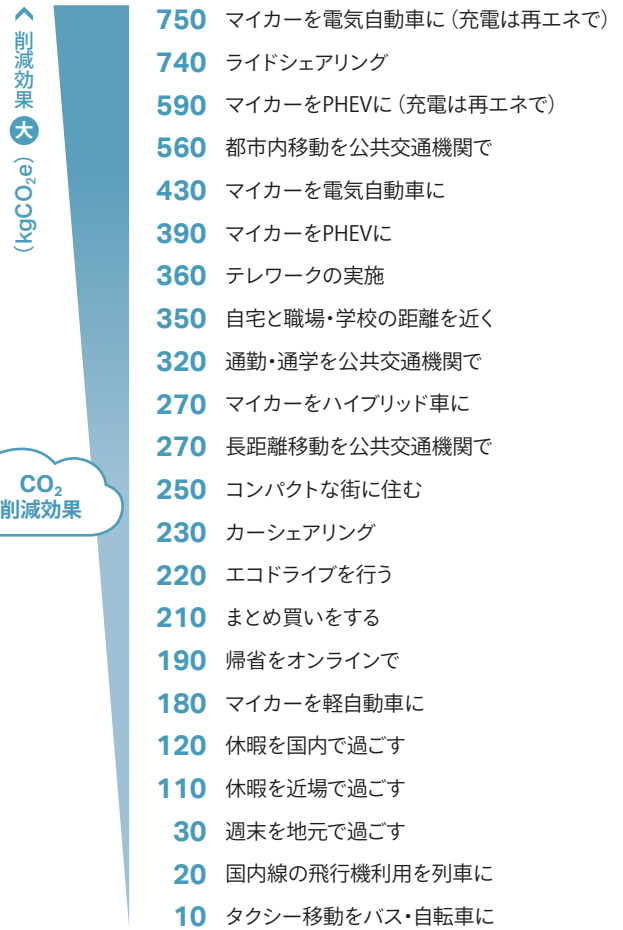 削減効果 大 (kgCO₂e)
CO₂
削減効果
750 マイカーを電気自動車に(充電は再エネで)
740 ライドシェアリング
590 マイカーをPHEVに(充電は再エネで)
560 都市内移動を公共交通機関で
430 マイカーを電気自動車に
390 マイカーをPHEVに
360 テレワークの実施
350 自宅と職場・学校の距離を近く
320 通勤・通学を公共交通機関で
270 マイカーをハイブリッド車に
270 長距離移動を公共交通機関で
250 コンパクトな街に住む
230 カーシェアリング
220 エコドライブを行う
210 まとめ買いをする
190 帰省をオンラインで
180 マイカーを軽自動車に
120 休暇を国内で過ごす
110 休暇を近場で過ごす
30 週末を地元で過ごす
20 国内線の飛行機利用を列車に
10 タクシー移動をバス・自転車に